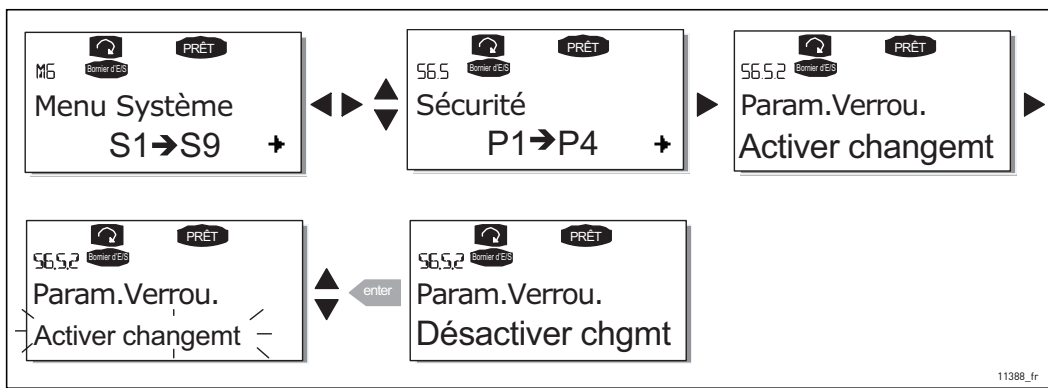 PRÊT
M6 Bornier d'E/S
Menu Système
S1➔S9
PRÊT
S6.5 Bornier d'E/S
Sécurité
P1➔P4
PRÊT
S6.5.2 Bornier d'E/S
Param.Verrou.
Activer changemt
PRÊT
S6.5.2 Bornier d'E/S
Param.Verrou.
Activer changemt
enter
PRÊT
S6.5.2 Bornier d'E/S
Param.Verrou.
Désactiver chgmt
11388_fr